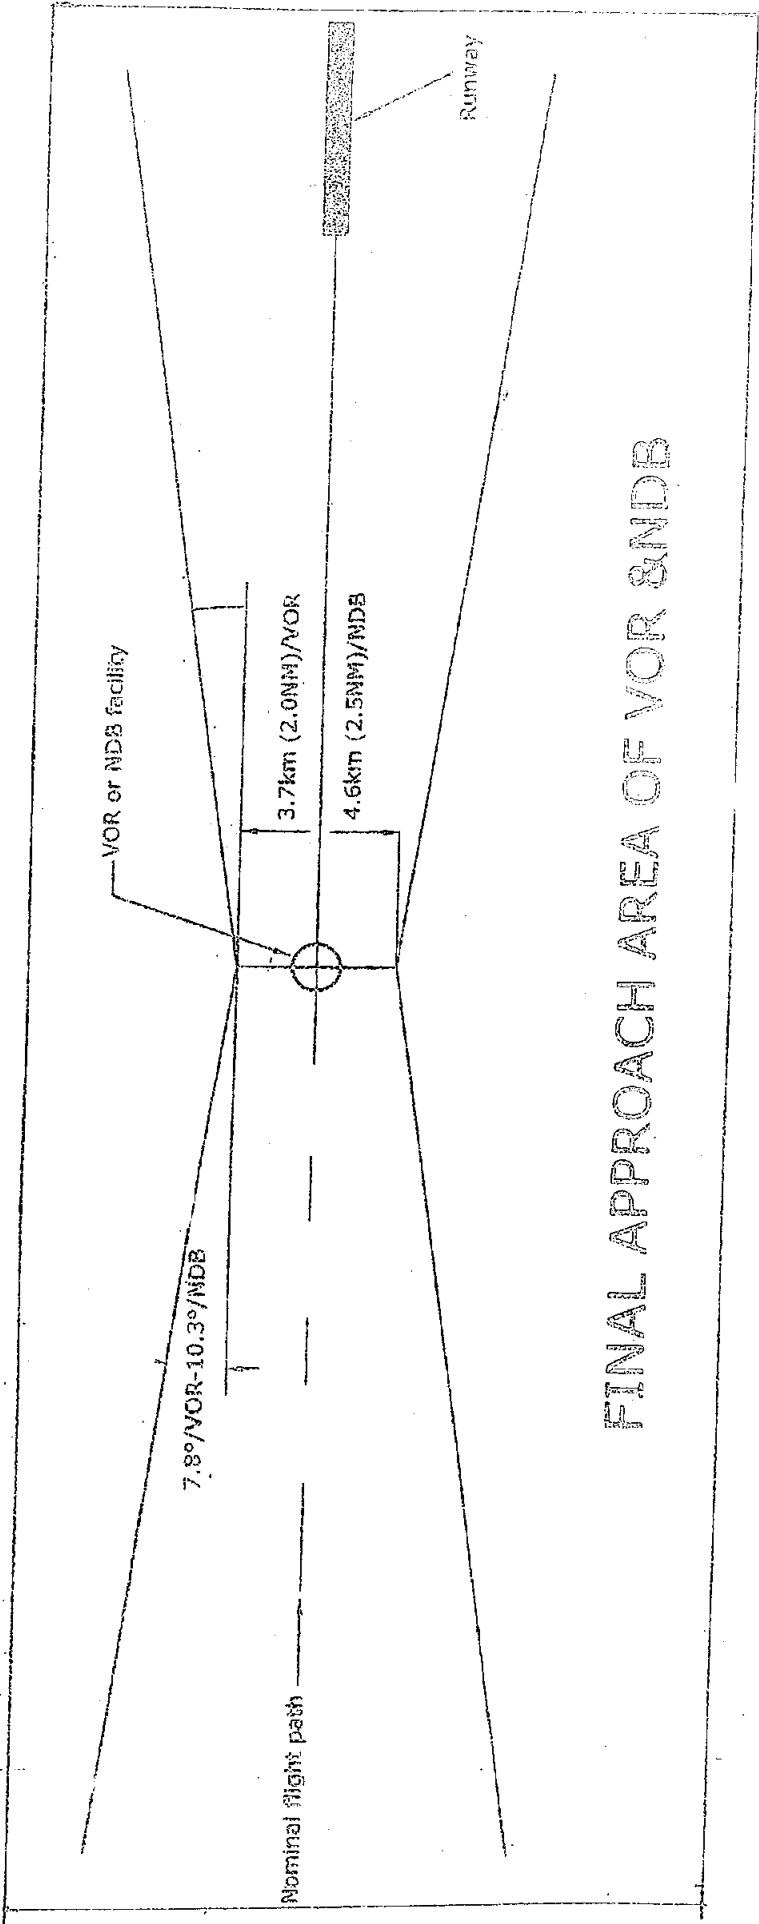 Runway
VOR or NDB facility
3.7km (2.0NM)/VOR
4.6km (2.5NM)/NDB
7.8°/VOR-10.3°/NDB
Nominal flight path
FINAL APPROACH AREA OF VOR &NDB